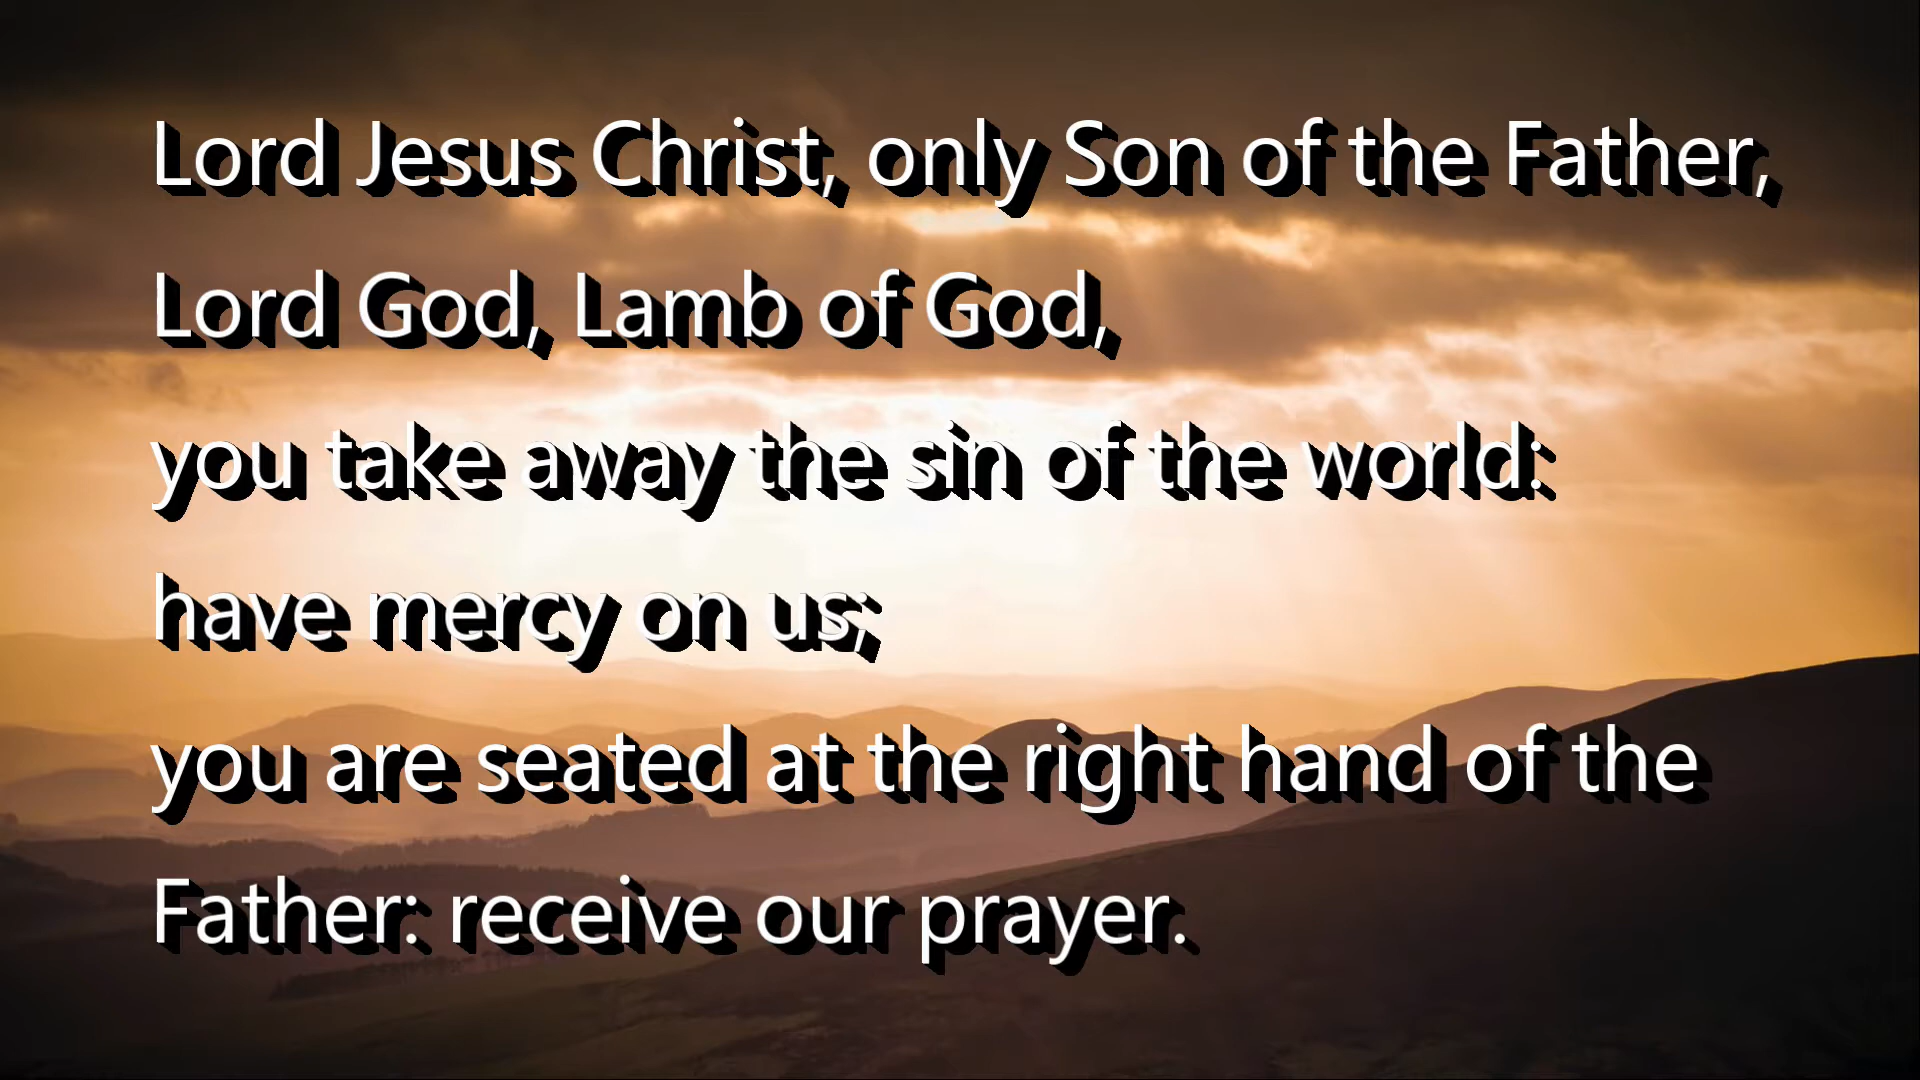 Lord Jesus Christ, only Son of the Father,
Lord God, Lamb of God,
you take away the sin of the world:
have mercy on us;
you are seated at the right hand of the
Father: receive our prayer.